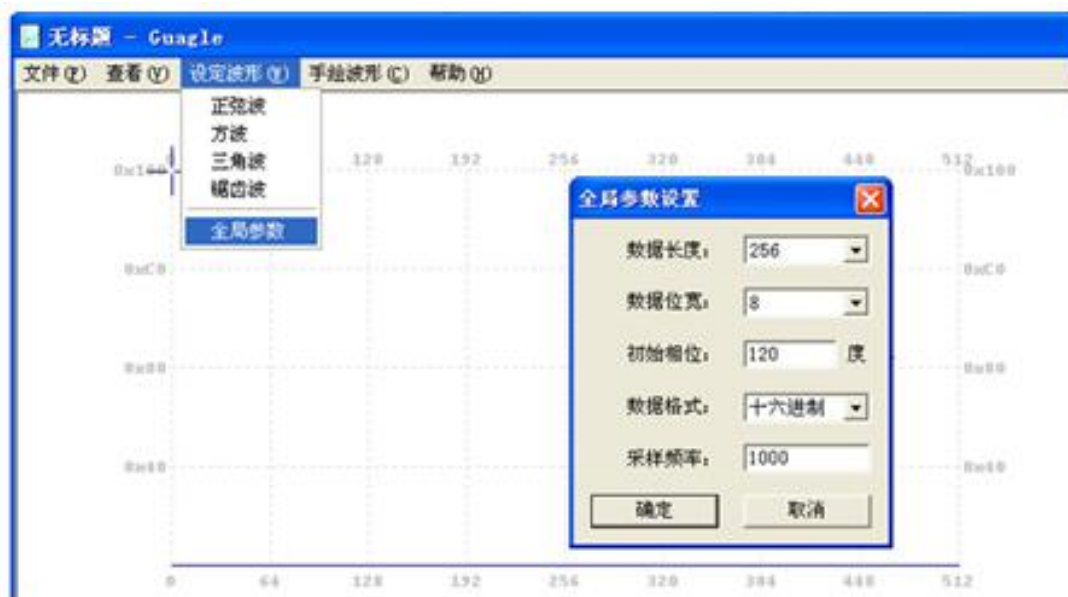 无标题 - Guagle
文件(F) 查看(V) 设定波形(W) 手绘波形(C) 帮助(H)
正弦波
方波
三角波
锯齿波
全局参数
128 192 256 320 384 448 512
0x100
0xC0 0xC0
0x80 0x80
0x40 0x40
全局参数设置
数据长度: 256
数据位宽: 8
初始相位: 120 度
数据格式: 十六进制
采样频率: 1000
确定 取消
0 64 128 192 256 320 384 448 512